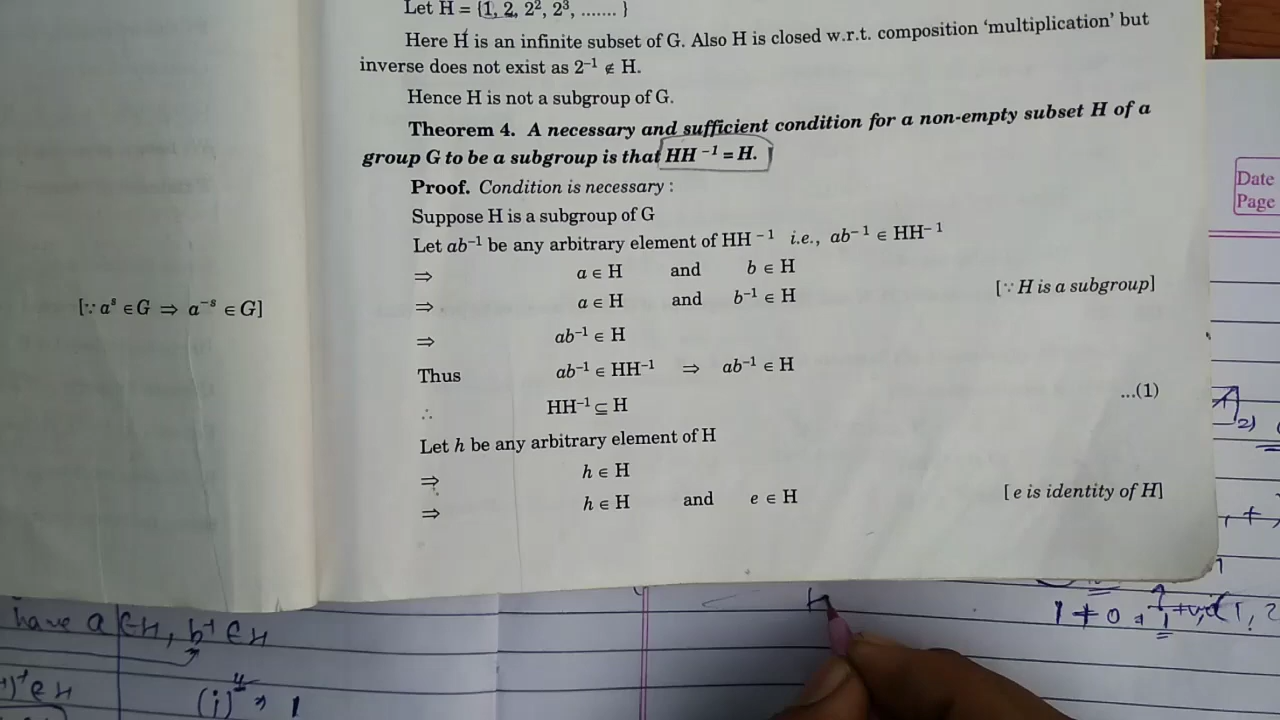 Let H = {1, 2, 2², 2³, ....... }
Here H is an infinite subset of G. Also H is closed w.r.t. composition ‘multiplication’ but
inverse does not exist as 2⁻¹ ∉ H.
Hence H is not a subgroup of G.
Theorem 4. A necessary and sufficient condition for a non-empty subset H of a
group G to be a subgroup is that HH⁻¹ = H.
Proof. Condition is necessary :
Suppose H is a subgroup of G
Let ab⁻¹ be any arbitrary element of HH⁻¹ i.e., ab⁻¹ ∈ HH⁻¹
⇒ a ∈ H and b ∈ H
⇒ a ∈ H and b⁻¹ ∈ H [∵ H is a subgroup]
⇒ ab⁻¹ ∈ H
Thus ab⁻¹ ∈ HH⁻¹ ⇒ ab⁻¹ ∈ H
∴ HH⁻¹ ⊆ H ...(1)
Let h be any arbitrary element of H
⇒ h ∈ H
⇒ h ∈ H and e ∈ H [e is identity of H]
[∵ aˢ ∈ G ⇒ a⁻ˢ ∈ G]
Date
Page
have a ∈ H, b⁻¹ ∈ H
(i)⁴ = 1